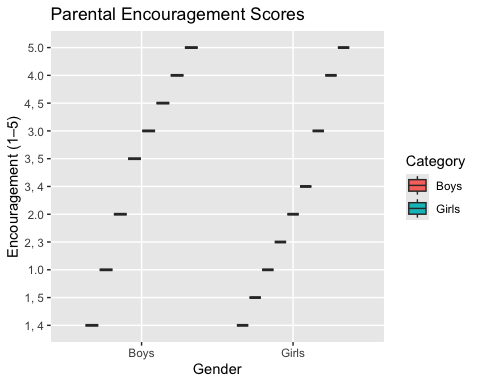 Parental Encouragement Scores
Encouragement (1–5)
5.0
4.0
4, 5
3.0
3, 5
3, 4
2.0
2, 3
1.0
1, 5
1, 4
Boys
Girls
Gender
Category
Boys
Girls